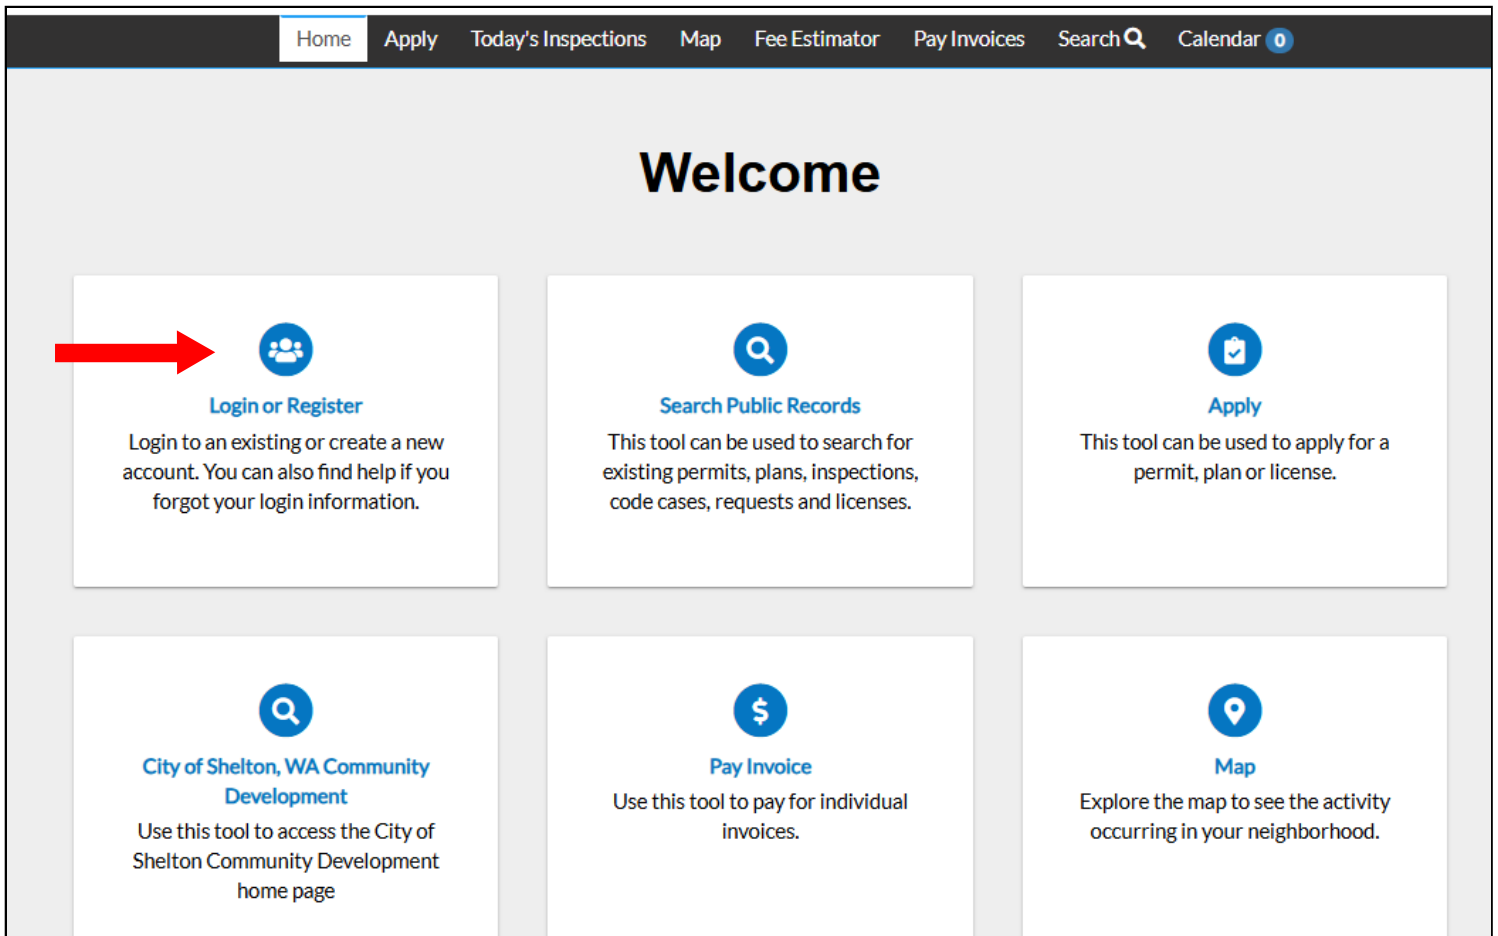 Home Apply Today's Inspections Map Fee Estimator Pay Invoices Search Calendar 0
Welcome
Login or Register
Login to an existing or create a new
account. You can also find help if you
forgot your login information.
Search Public Records
This tool can be used to search for
existing permits, plans, inspections,
code cases, requests and licenses.
Apply
This tool can be used to apply for a
permit, plan or license.
City of Shelton, WA Community
Development
Use this tool to access the City of
Shelton Community Development
home page
Pay Invoice
Use this tool to pay for individual
invoices.
Map
Explore the map to see the activity
occurring in your neighborhood.